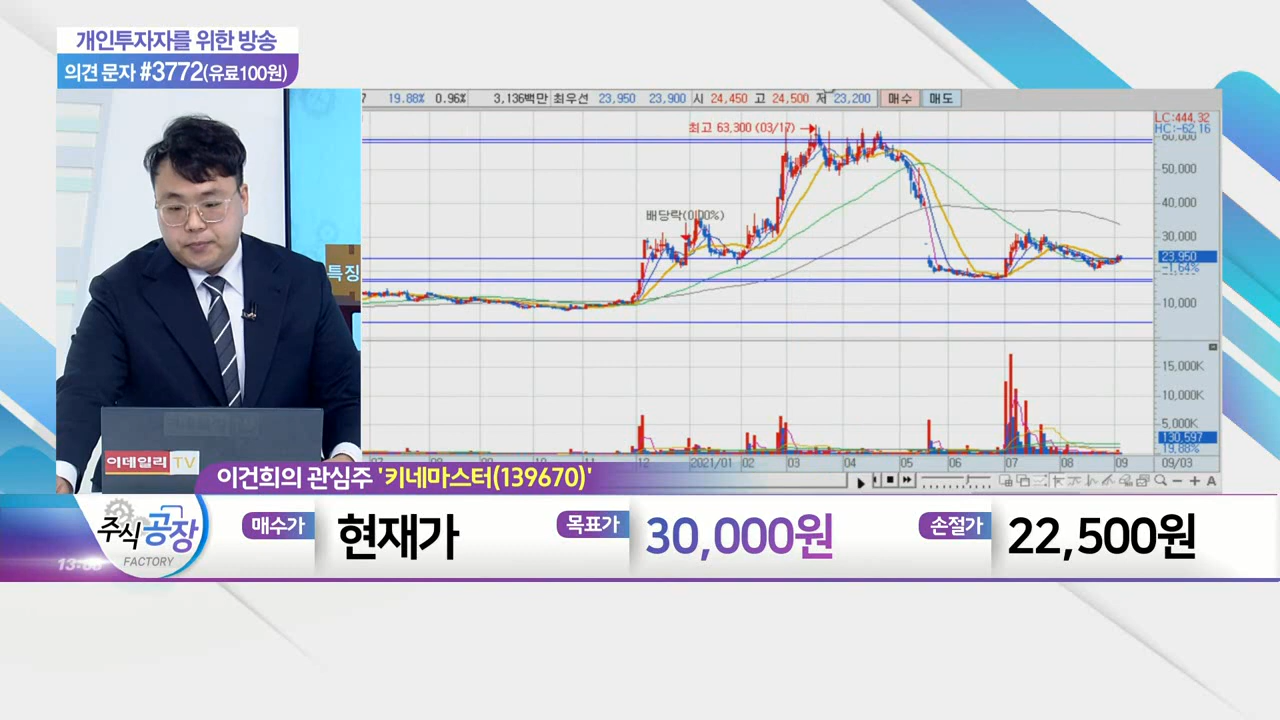 개인투자자를 위한 방송
의견 문자 #3772(유료100원)
7 19.88% 0.96% 3,136백만 최우선 23,950 23,900 시 24,450 고 24,500 저 23,200 매수 매도
LC:444.32
HC:-62.16
최고 63,300 (03/17)
60,000
50,000
40,000
배당락(0.00%)
30,000
23,950
-1.64%
10,000
15,000K
10,000K
5,000K
130,597
19.88%
07 08 09 10 11 12 2021/01 02 03 04 05 06 07 08 09 09/03
A
특징
이데일리 TV
이건희의 관심주 '키네마스터(139670)'
주식공장
FACTORY
매수가 현재가 목표가 30,000원 손절가 22,500원